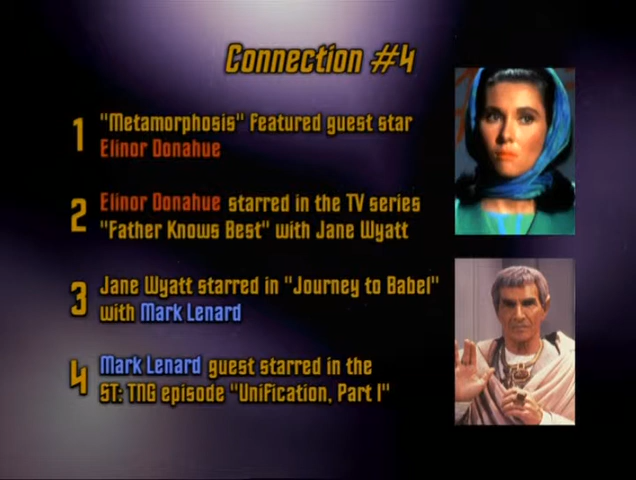 Connection #4
1 "Metamorphosis" Featured guest star
Elinor Donahue
2 Elinor Donahue starred in the TV series
"Father Knows Best" with Jane Wyatt
3 Jane Wyatt starred in "Journey to Babel"
with Mark Lenard
4 Mark Lenard guest starred in the
ST: TNG episode "Unification, Part I"